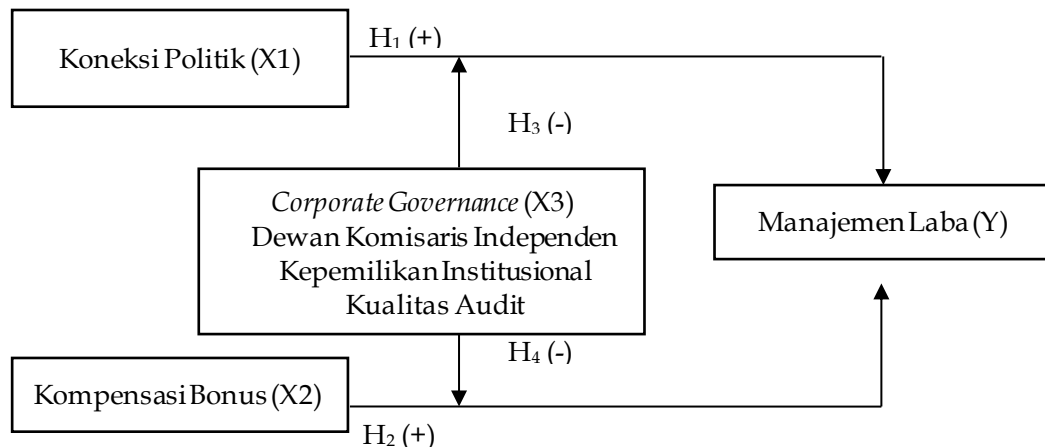 H₁ (+)
Koneksi Politik (X1)
H₃ (-)
Corporate Governance (X3)
Dewan Komisaris Independen
Kepemilikan Institusional
Kualitas Audit
Manajemen Laba (Y)
H₄ (-)
Kompensasi Bonus (X2)
H₂ (+)